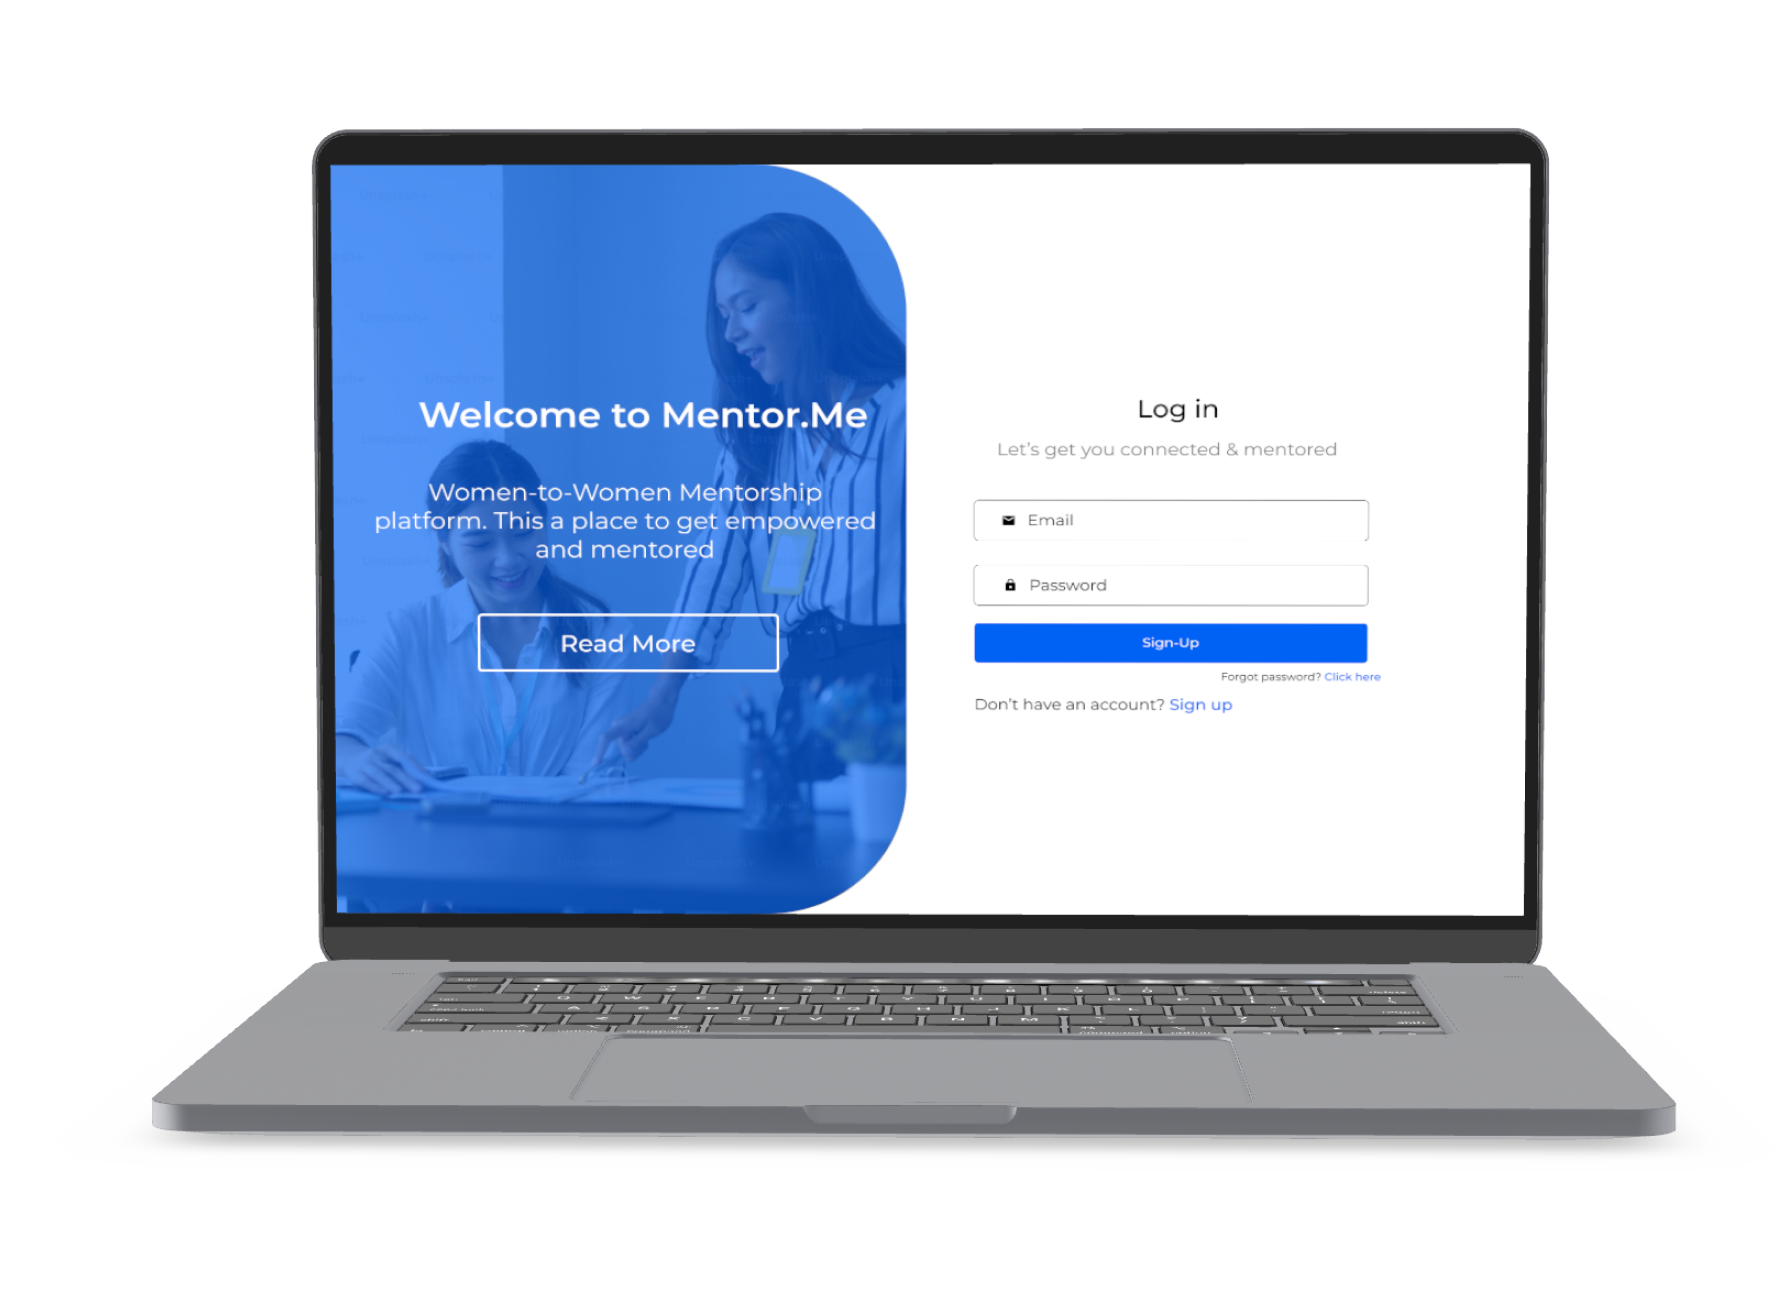 Welcome to Mentor.Me
Women-to-Women Mentorship
platform. This a place to get empowered
and mentored
Read More
Log in
Let's get you connected & mentored
Email
Password
Sign-Up
Forgot password? Click here
Don't have an account? Sign up